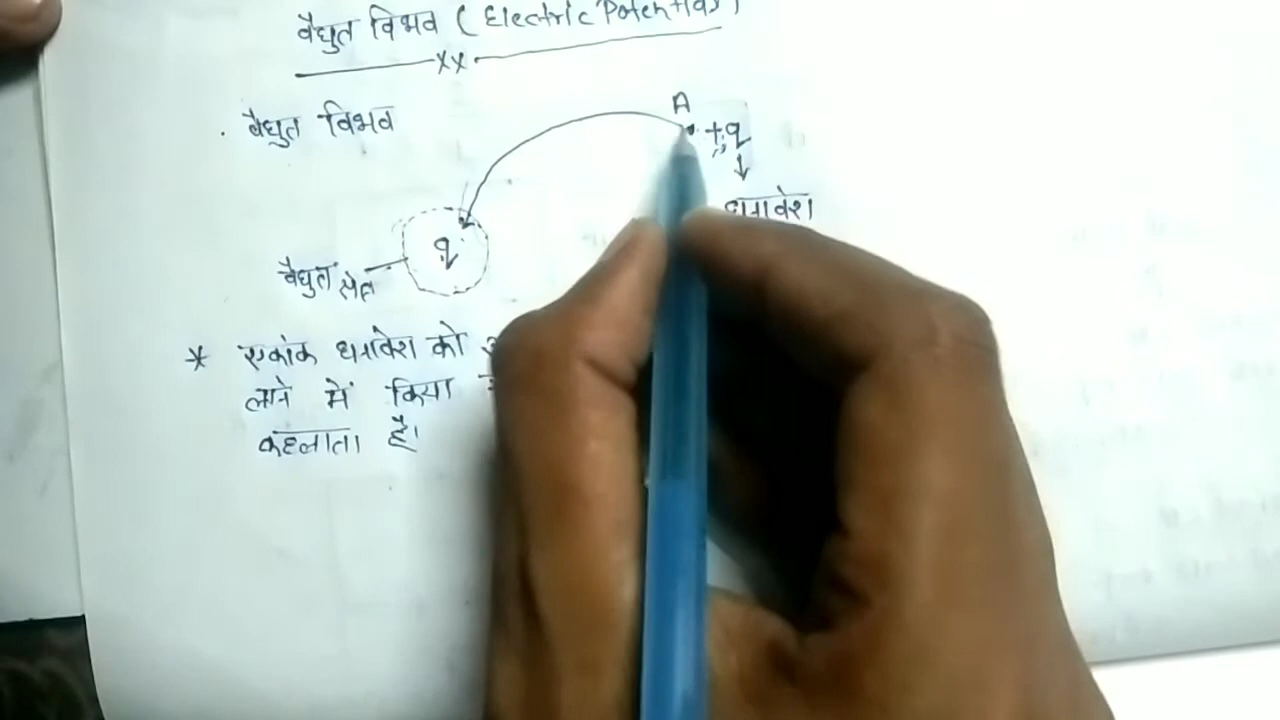 वैद्युत विभव ( Electric Potential )
xx
वैद्युत विभव
A
+q
धनावेश
q
वैद्युत क्षेत्र
* एकांक धनावेश को
लाने में किया
कहलाता है।